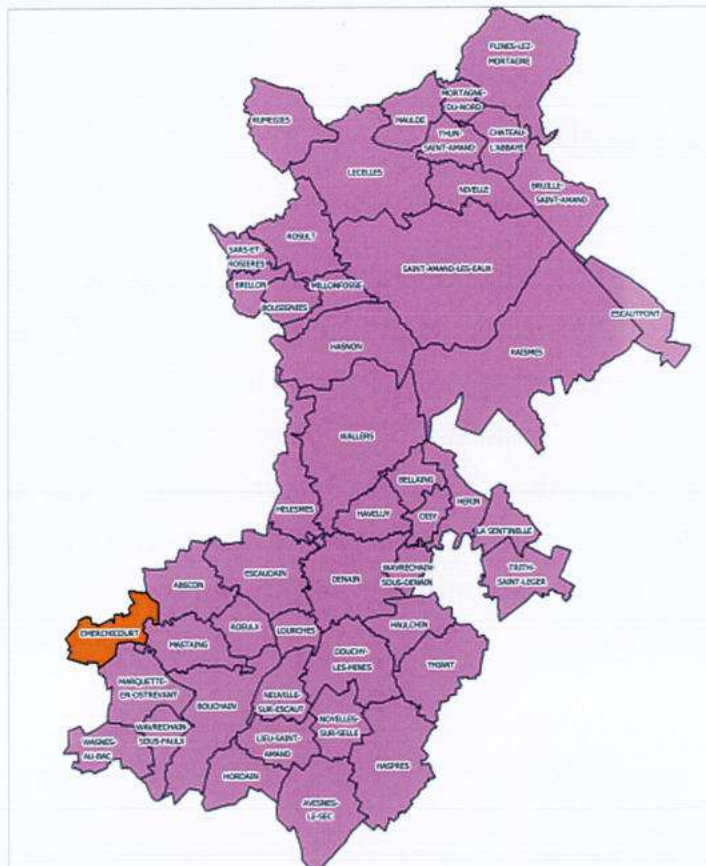 FLINES-LEZ-
MORTAGNE
MORTAGNE-
DU-NORD
RUMEGIES
MAULDE
THUN-
SAINT-AMAND
CHATEAU-
L'ABBAYE
LECELLES
NIVELLE
BRUILLE-
SAINT-AMAND
ROSULT
SARS-ET-
ROSIERES
SAINT-AMAND-LES-EAUX
BRILLON
MILLONFOSSE
BOUSIGNIES
ESCAUTPONT
HASNON
RAISMES
WALLERS
BELLAING
HELESMES
HAVELUY
OISY
HERIN
LA SENTINELLE
ABSCON
ESCAUDAIN
DENAIN
WAVRECHAIN-
SOUS-DENAIN
TRITH-
SAINT-LEGER
EMERCHICOURT
MASTAING
ROEULX
LOURCHES
HAULCHIN
DOUCHY-
LES-MINES
THIANT
MARQUETTE-
EN-OSTREVANT
BOUCHAIN
NEUVILLE-
SUR-ESCAUT
NOYELLES-
SUR-SELLE
WAVRECHAIN-
SOUS-FAULX
WASNES-
AU-BAC
LIEU-SAINT-
AMAND
HASPRES
HORDAIN
AVESNES-
LE-SEC